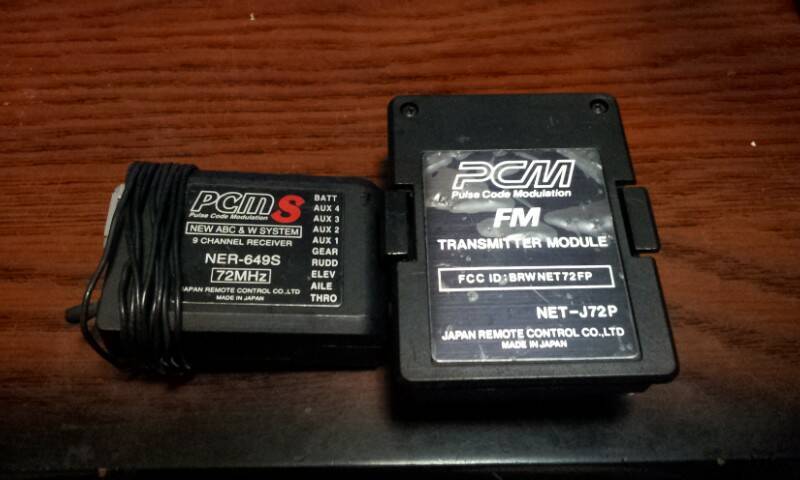 PCM S
Pulse Code Modulation
NEW ABC & W SYSTEM
9 CHANNEL RECEIVER
NER-649S
72MHz
JAPAN REMOTE CONTROL CO.,LTD
MADE IN JAPAN
BATT
AUX 4
AUX 3
AUX 2
AUX 1
GEAR
RUDD
ELEV
AILE
THRO
PCM
Pulse Code Modulation
FM
TRANSMITTER MODULE
FCC ID:BRWNET72FP
NET-J72P
JAPAN REMOTE CONTROL CO.,LTD
MADE IN JAPAN